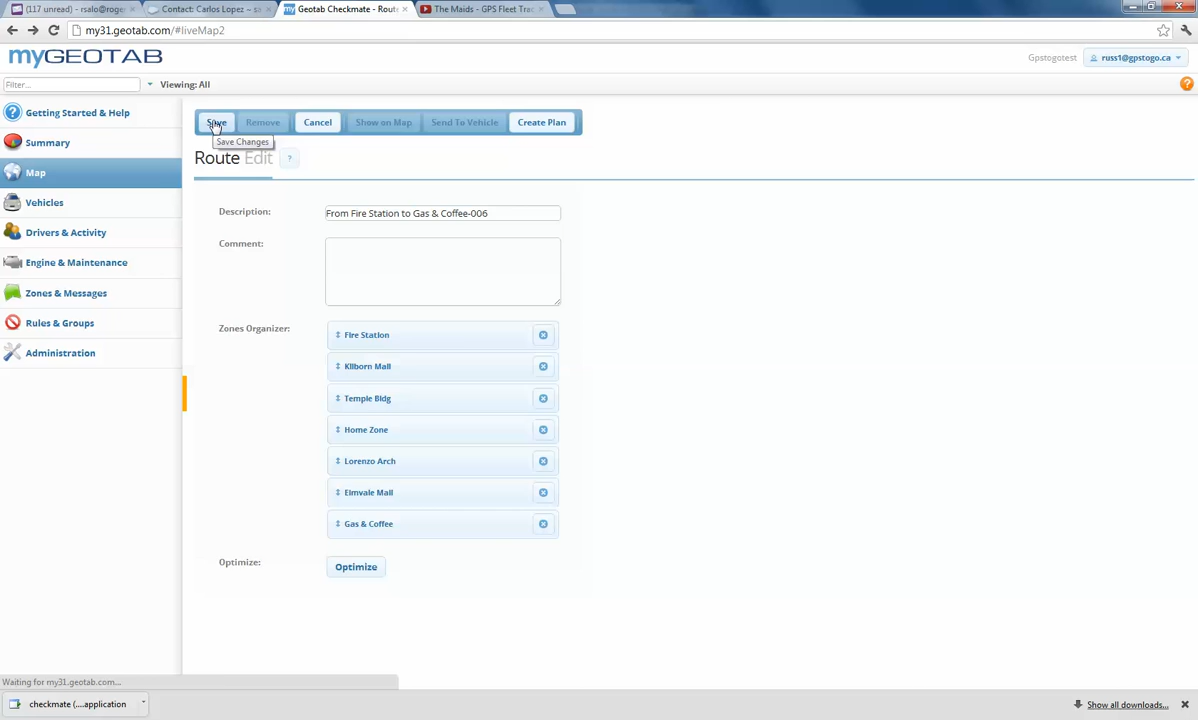 (117 unread) - rsalo@roge
Contact: Carlos Lopez ~ sa
Geotab Checkmate - Route
The Maids - GPS Fleet Trac
my31.geotab.com/#liveMap2
myGEOTAB
Gpstogotest
russ1@gpstogo.ca
Filter...
Viewing: All
Getting Started & Help
Summary
Map
Vehicles
Drivers & Activity
Engine & Maintenance
Zones & Messages
Rules & Groups
Administration
Save
Remove
Cancel
Show on Map
Send To Vehicle
Create Plan
Save Changes
Route Edit
?
Description:
From Fire Station to Gas & Coffee-006
Comment:
Zones Organizer:
Fire Station
Kilborn Mall
Temple Bldg
Home Zone
Lorenzo Arch
Elmvale Mall
Gas & Coffee
Optimize:
Optimize
Waiting for my31.geotab.com...
checkmate (....application
Show all downloads...